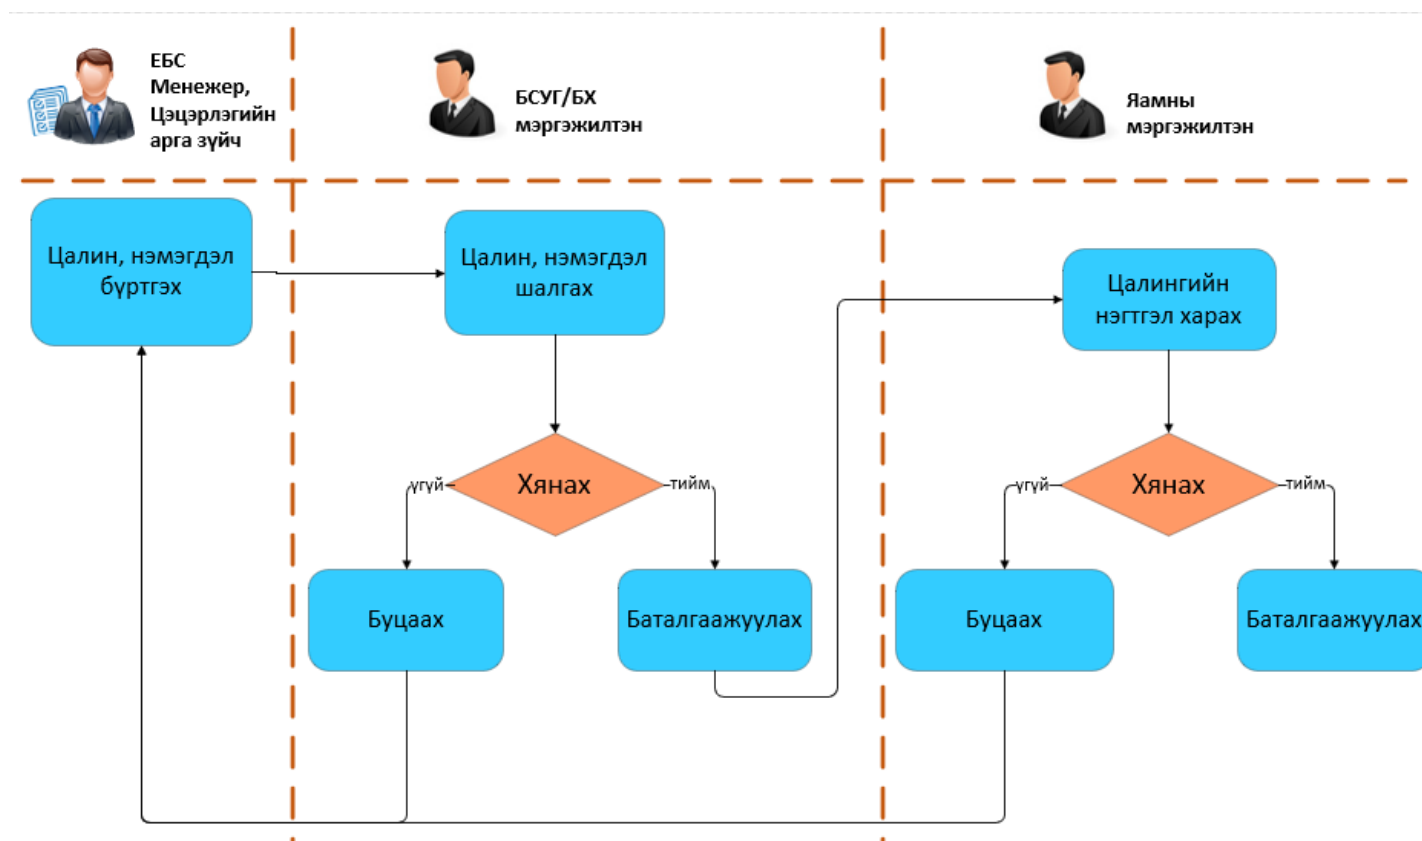 ЕБС
Менежер,
Цэцэрлэгийн
арга зүйч
БСУГ/БХ
мэргэжилтэн
Яамны
мэргэжилтэн
Цалин, нэмэгдэл
бүртгэх
Цалин, нэмэгдэл
шалгах
Цалингийн
нэгтгэл харах
үгүй
Хянах
тийм
үгүй
Хянах
тийм
Буцаах
Баталгаажуулах
Буцаах
Баталгаажуулах